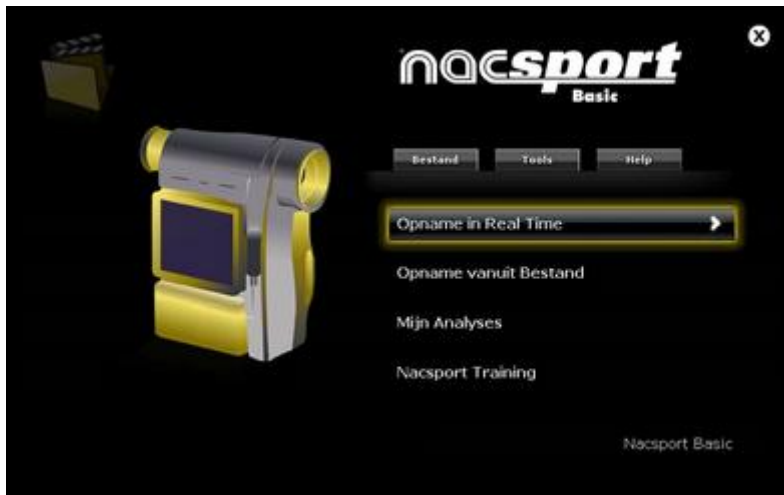 nacsport
Basic
Bestand Tools Help
Opname in Real Time
Opname vanuit Bestand
Mijn Analyses
Nacsport Training
Nacsport Basic